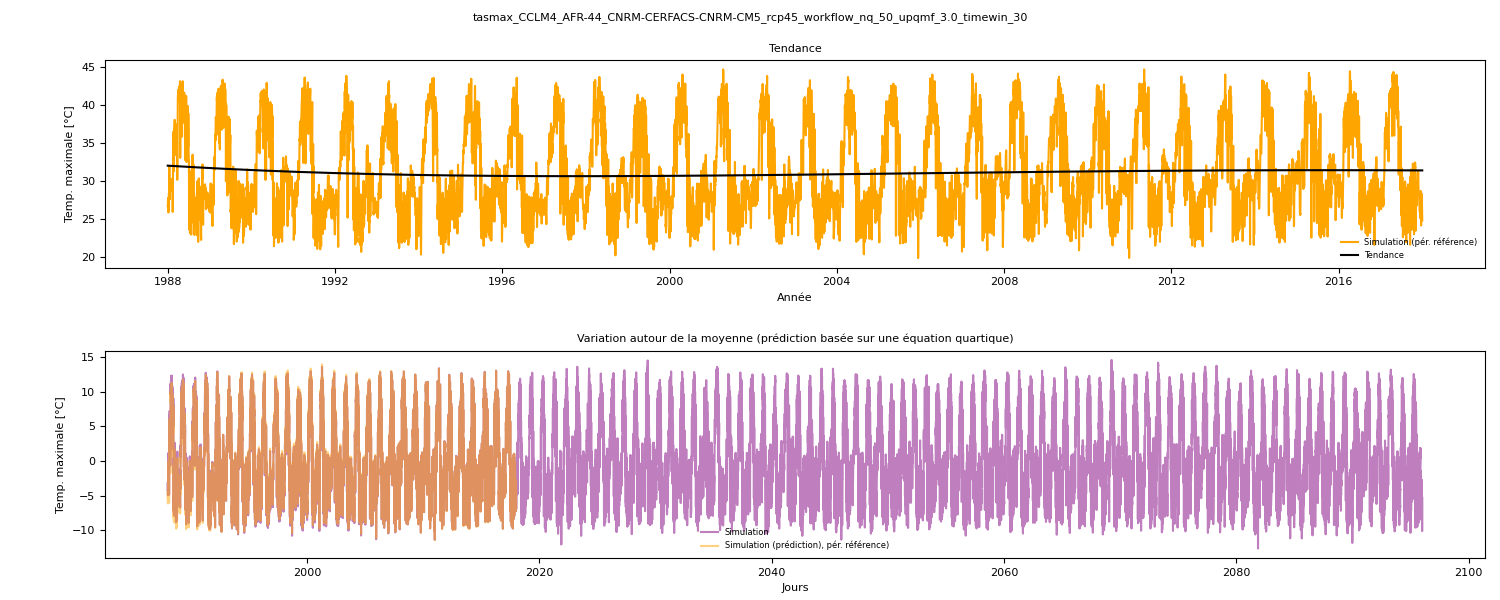 tasmax_CCLM4_AFR-44_CNRM-CERFACS-CNRM-CM5_rcp45_workflow_nq_50_upqmf_3.0_timewin_30
Tendance
Temp. maximale [°C]
45
40
35
30
25
20
Simulation (pér. référence)
Tendance
1988 1992 1996 2000 2004 2008 2012 2016
Année
Variation autour de la moyenne (prédiction basée sur une équation quartique)
Temp. maximale [°C]
15
10
5
0
−5
−10
Simulation
Simulation (prédiction), pér. référence)
2000 2020 2040 2060 2080 2100
Jours